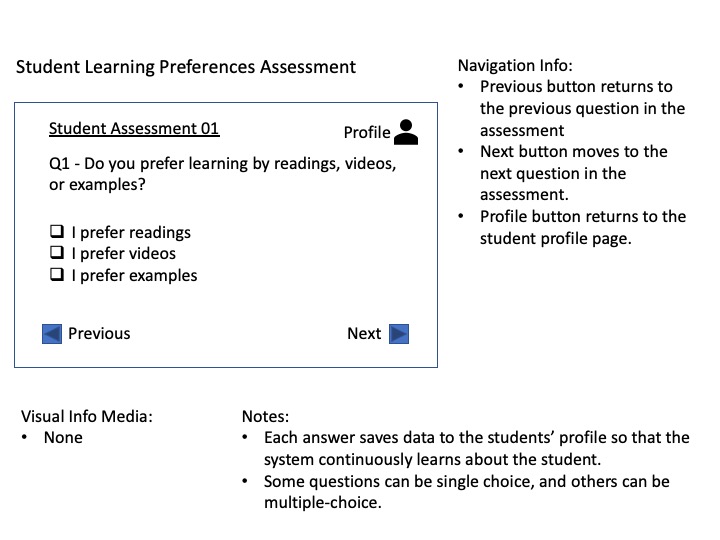 Student Learning Preferences Assessment
Student Assessment 01
Profile
Q1 - Do you prefer learning by readings, videos,
or examples?
❑ I prefer readings
❑ I prefer videos
❑ I prefer examples
Previous
Next
Navigation Info:
• Previous button returns to
the previous question in the
assessment
• Next button moves to the
next question in the
assessment.
• Profile button returns to the
student profile page.
Visual Info Media:
• None
Notes:
• Each answer saves data to the students’ profile so that the
system continuously learns about the student.
• Some questions can be single choice, and others can be
multiple-choice.